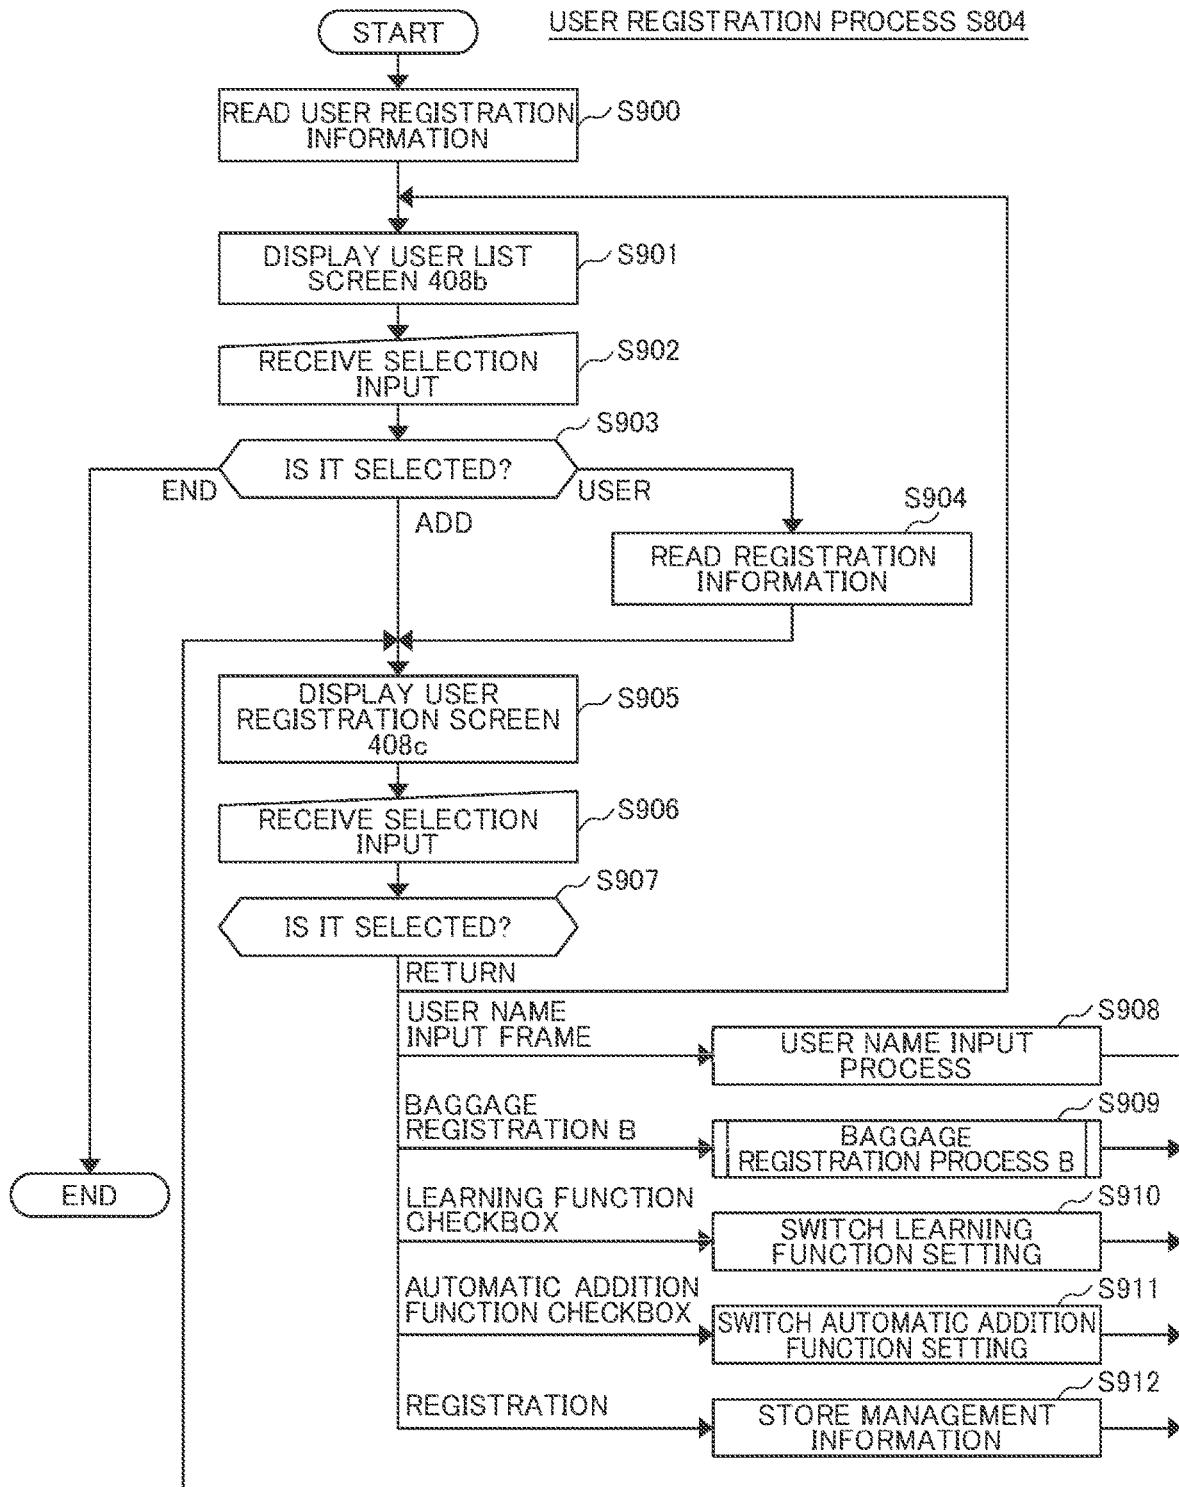 USER REGISTRATION PROCESS S804
START
READ USER REGISTRATION
INFORMATION
S900
DISPLAY USER LIST
SCREEN 408b
S901
RECEIVE SELECTION
INPUT
S902
IS IT SELECTED?
S903
END
USER
ADD
S904
READ REGISTRATION
INFORMATION
DISPLAY USER
REGISTRATION SCREEN
408c
S905
RECEIVE SELECTION
INPUT
S906
IS IT SELECTED?
S907
RETURN
USER NAME
INPUT FRAME
USER NAME INPUT
PROCESS
S908
BAGGAGE
REGISTRATION B
BAGGAGE
REGISTRATION PROCESS B
S909
END
LEARNING FUNCTION
CHECKBOX
SWITCH LEARNING
FUNCTION SETTING
S910
AUTOMATIC ADDITION
FUNCTION CHECKBOX
SWITCH AUTOMATIC ADDITION
FUNCTION SETTING
S911
REGISTRATION
STORE MANAGEMENT
INFORMATION
S912